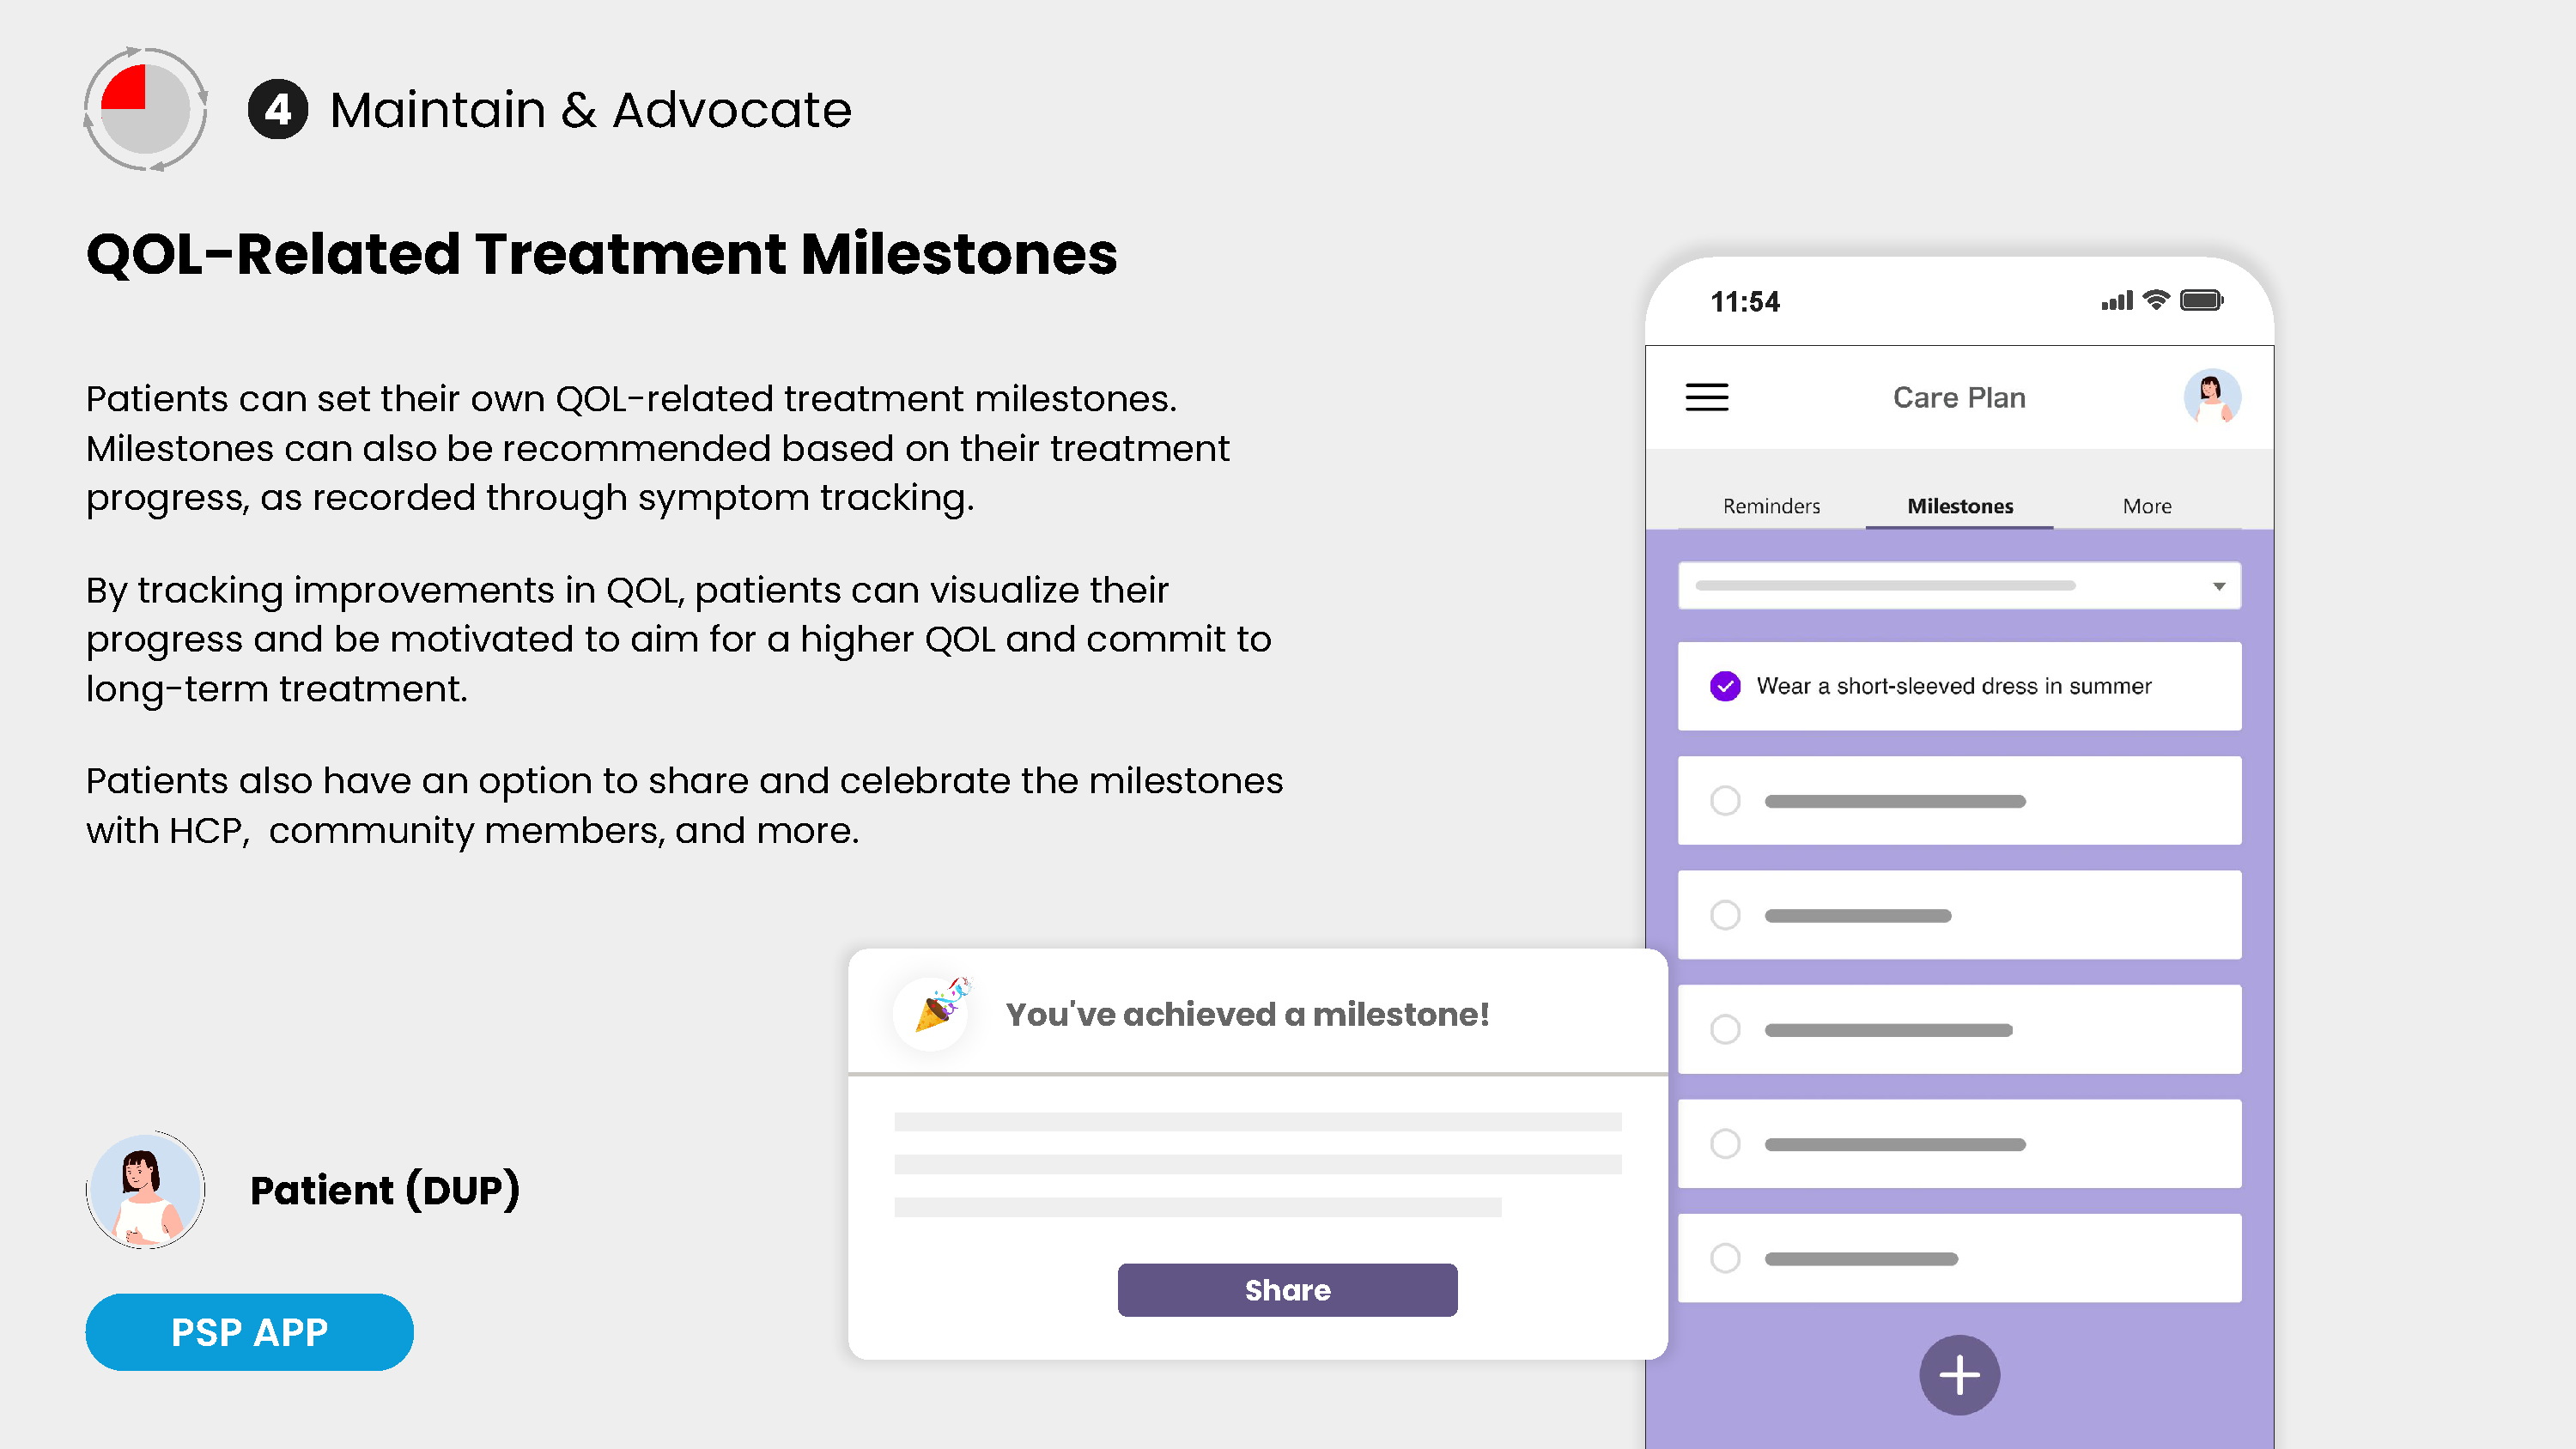 4 Maintain & Advocate
QOL-Related Treatment Milestones
Patients can set their own QOL-related treatment milestones.
Milestones can also be recommended based on their treatment
progress, as recorded through symptom tracking.
By tracking improvements in QOL, patients can visualize their
progress and be motivated to aim for a higher QOL and commit to
long-term treatment.
Patients also have an option to share and celebrate the milestones
with HCP, community members, and more.
Patient (DUP)
PSP APP
You've achieved a milestone!
Share
11:54
Care Plan
Reminders Milestones More
Wear a short-sleeved dress in summer